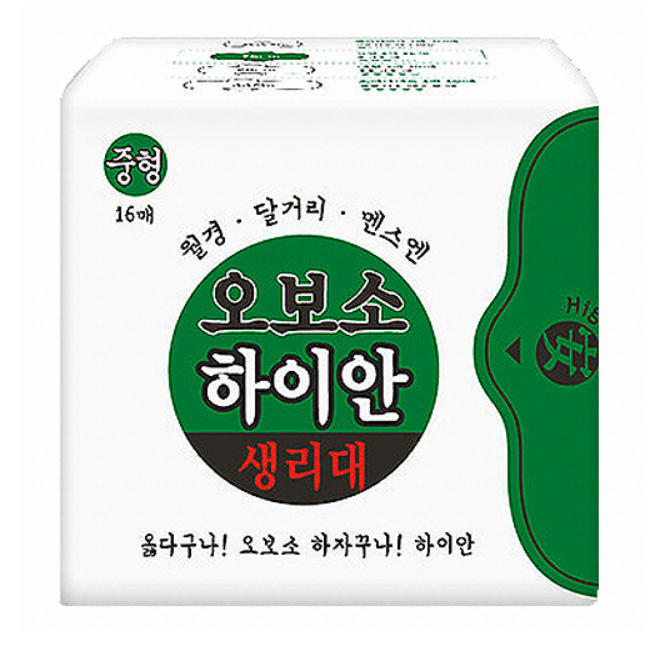 중형
16매
월경 · 달거리 · 멘스엔
오보소
하이안
생리대
옳다구나! 오보소 하자꾸나! 하이안
女